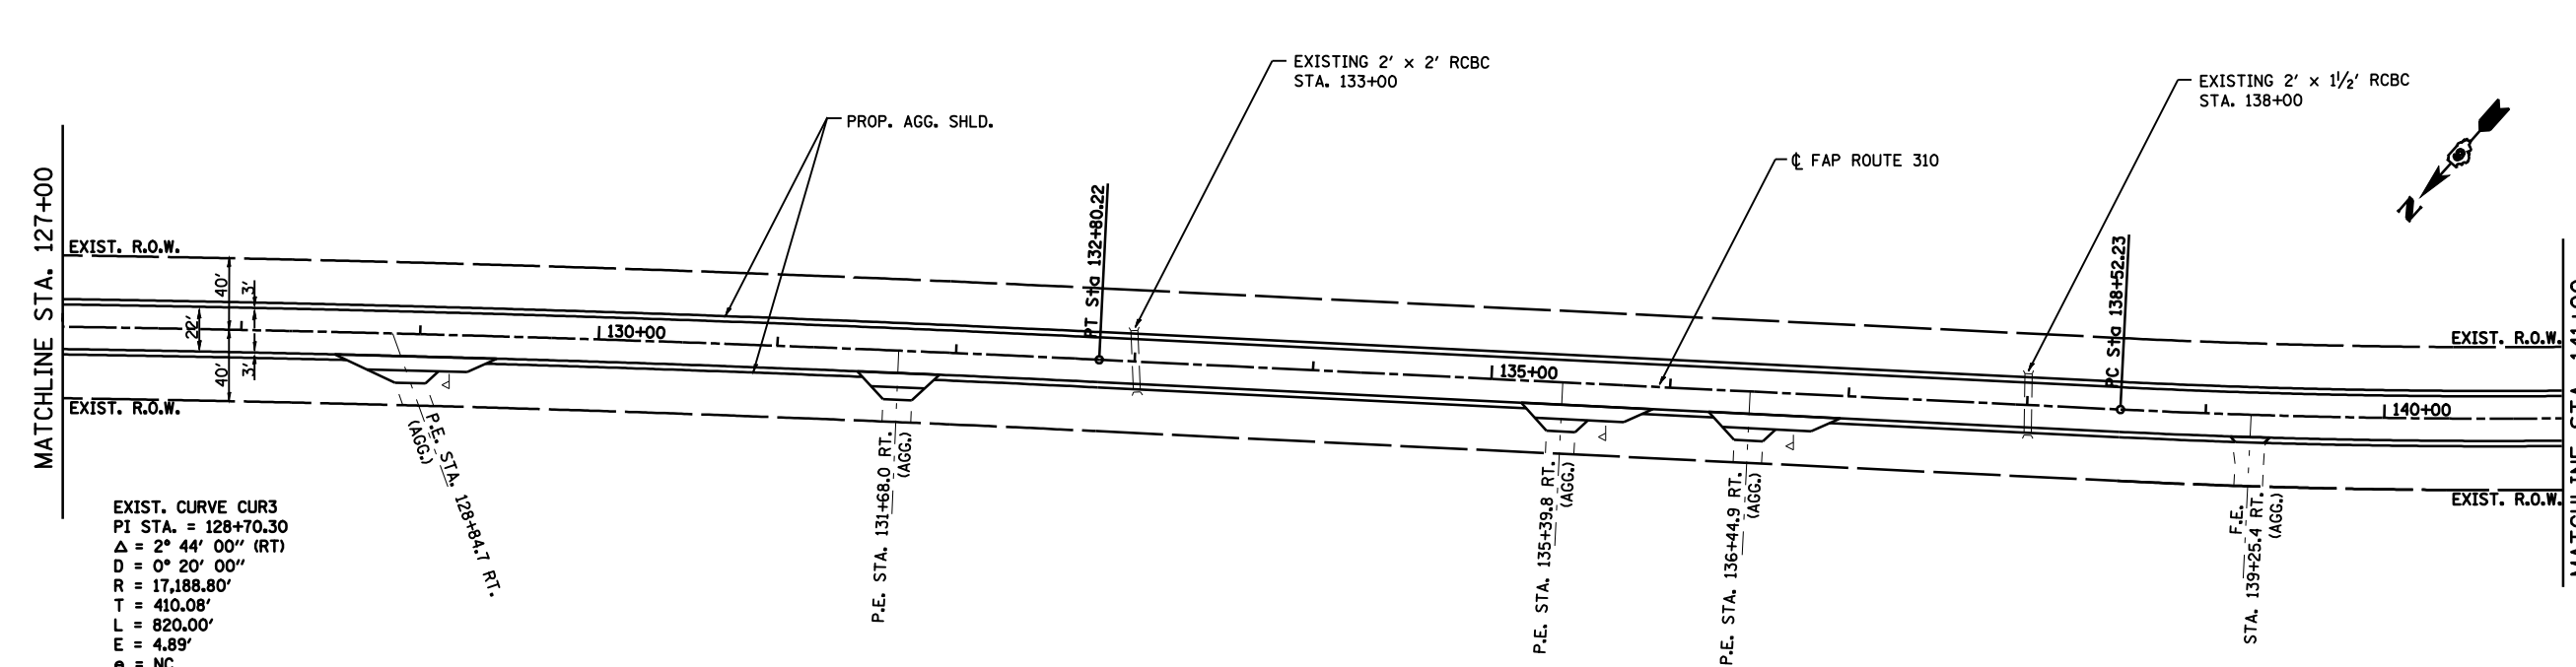 EXISTING 2' × 2' RCBC
STA. 133+00
EXISTING 2' × 1½' RCBC
STA. 138+00
PROP. AGG. SHLD.
℄ FAP ROUTE 310
N
MATCHLINE STA. 127+00
EXIST. R.O.W.
40'
3'
22'
40'
3'
EXIST. R.O.W.
130+00
PT Sta 132+80.22
135+00
PC Sta 138+52.23
140+00
EXIST. R.O.W.
EXIST. R.O.W.
P.E. STA. 128+84.7 RT.
(AGG.)
P.E. STA. 131+68.0 RT.
(AGG.)
P.E. STA. 135+39.8 RT.
(AGG.)
P.E. STA. 136+44.9 RT.
(AGG.)
F.E.
STA. 139+25.4 RT.
(AGG.)
EXIST. CURVE CUR3
PI STA. = 128+70.30
Δ = 2° 44' 00" (RT)
D = 0° 20' 00"
R = 17,188.80'
T = 410.08'
L = 820.00'
E = 4.89'
e = NC